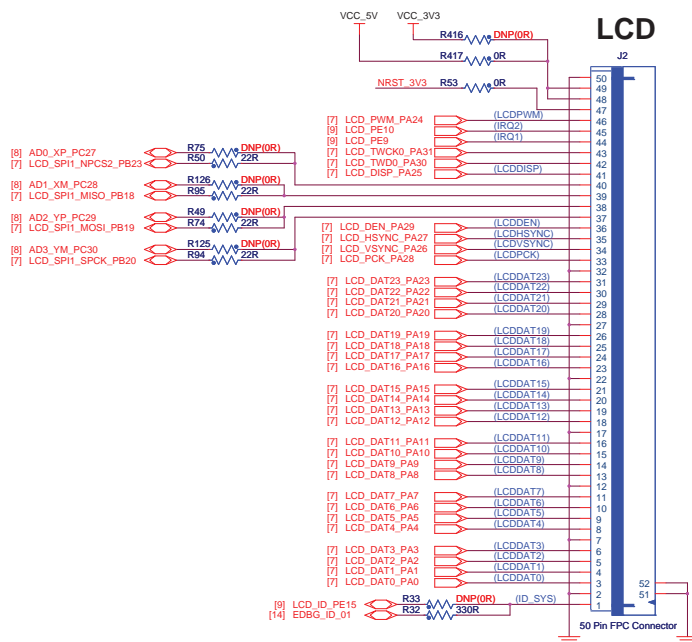 VCC_5V VCC_3V3
LCD
R416 DNP(0R)
R417 0R
J2
NRST_3V3 R53 0R
50
49
48
47
[7] LCD_PWM_PA24 (LCDPWM) 46
[9] LCD_PE10 (IRQ2) 45
[9] LCD_PE9 (IRQ1) 44
[7] LCD_TWCK0_PA31 43
[7] LCD_TWD0_PA30 42
[7] LCD_DISP_PA25 (LCDDISP) 41
[8] AD0_XP_PC27 R75 DNP(0R)
[7] LCD_SPI1_NPCS2_PB23 R50 22R
40
[8] AD1_XM_PC28 R126 DNP(0R)
[7] LCD_SPI1_MISO_PB18 R95 22R
39
[8] AD2_YP_PC29 R49 DNP(0R)
[7] LCD_SPI1_MOSI_PB19 R74 22R
38
[8] AD3_YM_PC30 R125 DNP(0R)
[7] LCD_SPI1_SPCK_PB20 R94 22R
37
[7] LCD_DEN_PA29 (LCDDEN) 36
[7] LCD_HSYNC_PA27 (LCDHSYNC) 35
[7] LCD_VSYNC_PA26 (LCDVSYNC) 34
[7] LCD_PCK_PA28 (LCDPCK) 33
32
[7] LCD_DAT23_PA23 (LCDDAT23) 31
[7] LCD_DAT22_PA22 (LCDDAT22) 30
[7] LCD_DAT21_PA21 (LCDDAT21) 29
[7] LCD_DAT20_PA20 (LCDDAT20) 28
27
[7] LCD_DAT19_PA19 (LCDDAT19) 26
[7] LCD_DAT18_PA18 (LCDDAT18) 25
[7] LCD_DAT17_PA17 (LCDDAT17) 24
[7] LCD_DAT16_PA16 (LCDDAT16) 23
22
[7] LCD_DAT15_PA15 (LCDDAT15) 21
[7] LCD_DAT14_PA14 (LCDDAT14) 20
[7] LCD_DAT13_PA13 (LCDDAT13) 19
[7] LCD_DAT12_PA12 (LCDDAT12) 18
17
[7] LCD_DAT11_PA11 (LCDDAT11) 16
[7] LCD_DAT10_PA10 (LCDDAT10) 15
[7] LCD_DAT9_PA9 (LCDDAT9) 14
[7] LCD_DAT8_PA8 (LCDDAT8) 13
12
[7] LCD_DAT7_PA7 (LCDDAT7) 11
[7] LCD_DAT6_PA6 (LCDDAT6) 10
[7] LCD_DAT5_PA5 (LCDDAT5) 9
[7] LCD_DAT4_PA4 (LCDDAT4) 8
7
[7] LCD_DAT3_PA3 (LCDDAT3) 6
[7] LCD_DAT2_PA2 (LCDDAT2) 5
[7] LCD_DAT1_PA1 (LCDDAT1) 4
[7] LCD_DAT0_PA0 (LCDDAT0) 3 52
2 51
[9] LCD_ID_PE15 R33 DNP(0R) (ID_SYS) 1
[14] EDBG_ID_01 R32 330R
50 Pin FPC Connector